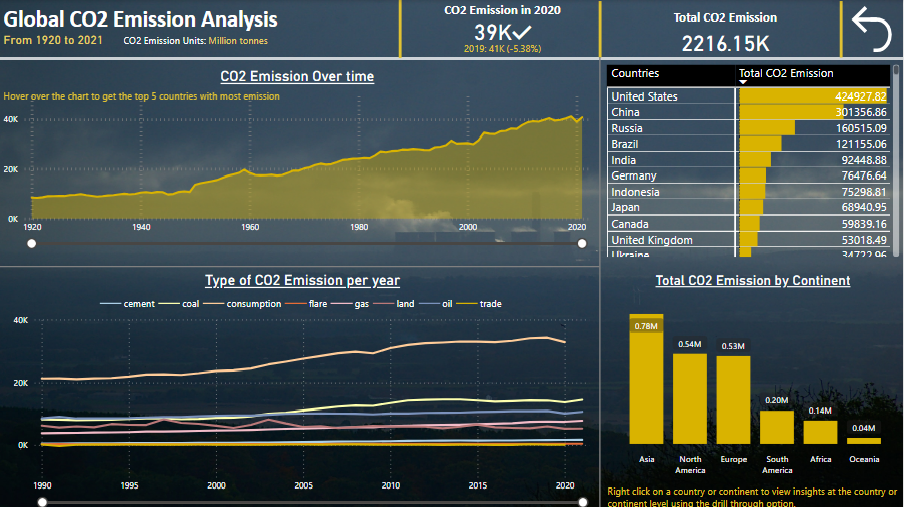 Global CO2 Emission Analysis
From 1920 to 2021
CO2 Emission Units: Million tonnes
CO2 Emission in 2020
39K
2019: 41K (-5.38%)
Total CO2 Emission
2216.15K
CO2 Emission Over time
Hover over the chart to get the top 5 countries with most emission
40K
20K
0K
1920 1940 1960 1980 2000 2020
Countries Total CO2 Emission
United States 424927.82
China 301356.86
Russia 160515.09
Brazil 121155.06
India 92448.88
Germany 76476.64
Indonesia 75298.81
Japan 68940.95
Canada 59839.16
United Kingdom 53018.49
Ukraine 34722.96
Type of CO2 Emission per year
cement coal consumption flare gas land oil trade
40K
20K
0K
1990 1995 2000 2005 2010 2015 2020
Total CO2 Emission by Continent
0.78M
0.54M
0.53M
0.20M
0.14M
0.04M
Asia North America Europe South America Africa Oceania
Right click on a country or continent to view insights at the country or
continent level using the drill through option.